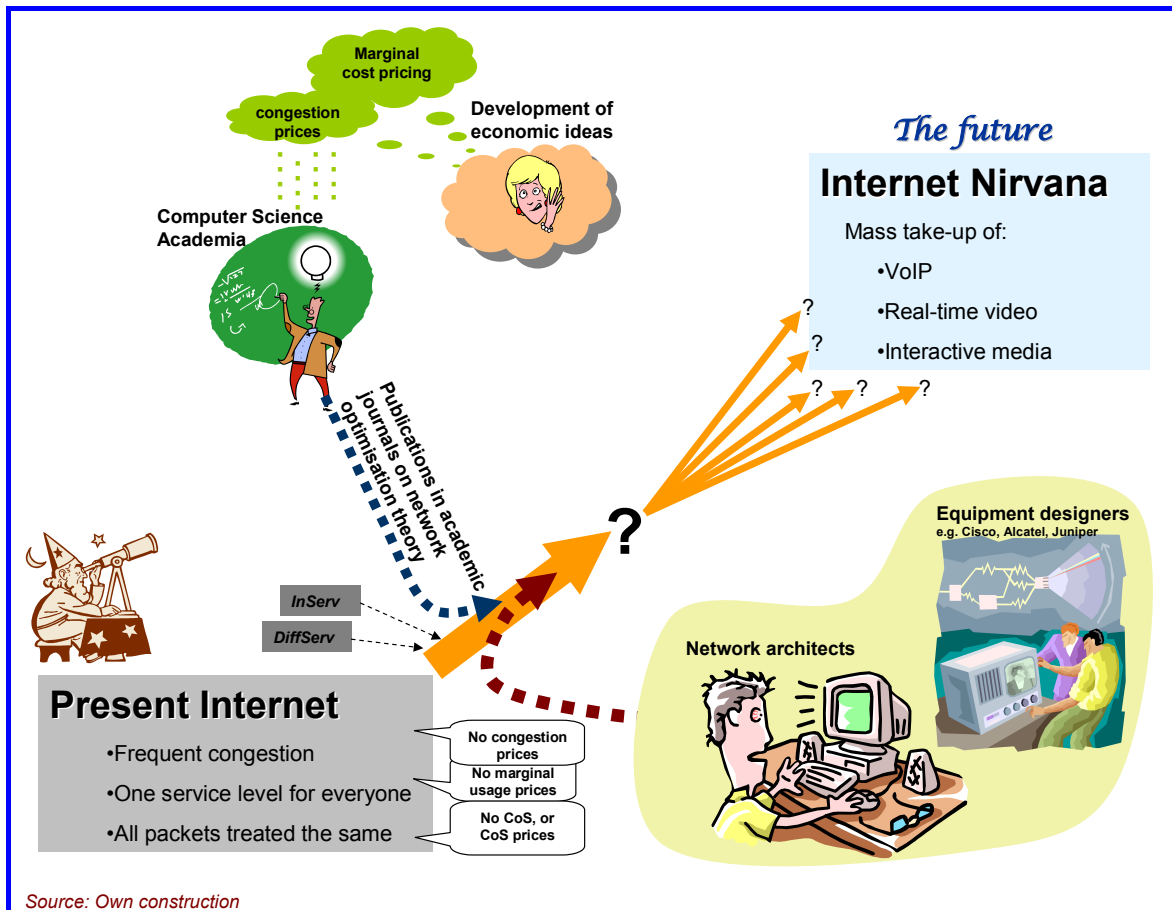 Marginal
cost pricing
congestion
prices
Development of
economic ideas
The future
Internet Nirvana
Mass take-up of:
•VoIP
•Real-time video
•Interactive media
Computer Science
Academia
Publications in academic
journals on network
optimisation theory
?
?
?
?
?
?
Equipment designers
e.g. Cisco, Alcatel, Juniper
InServ
DiffServ
Network architects
Present Internet
•Frequent congestion
•One service level for everyone
•All packets treated the same
No congestion
prices
No marginal
usage prices
No CoS, or
CoS prices
Source: Own construction